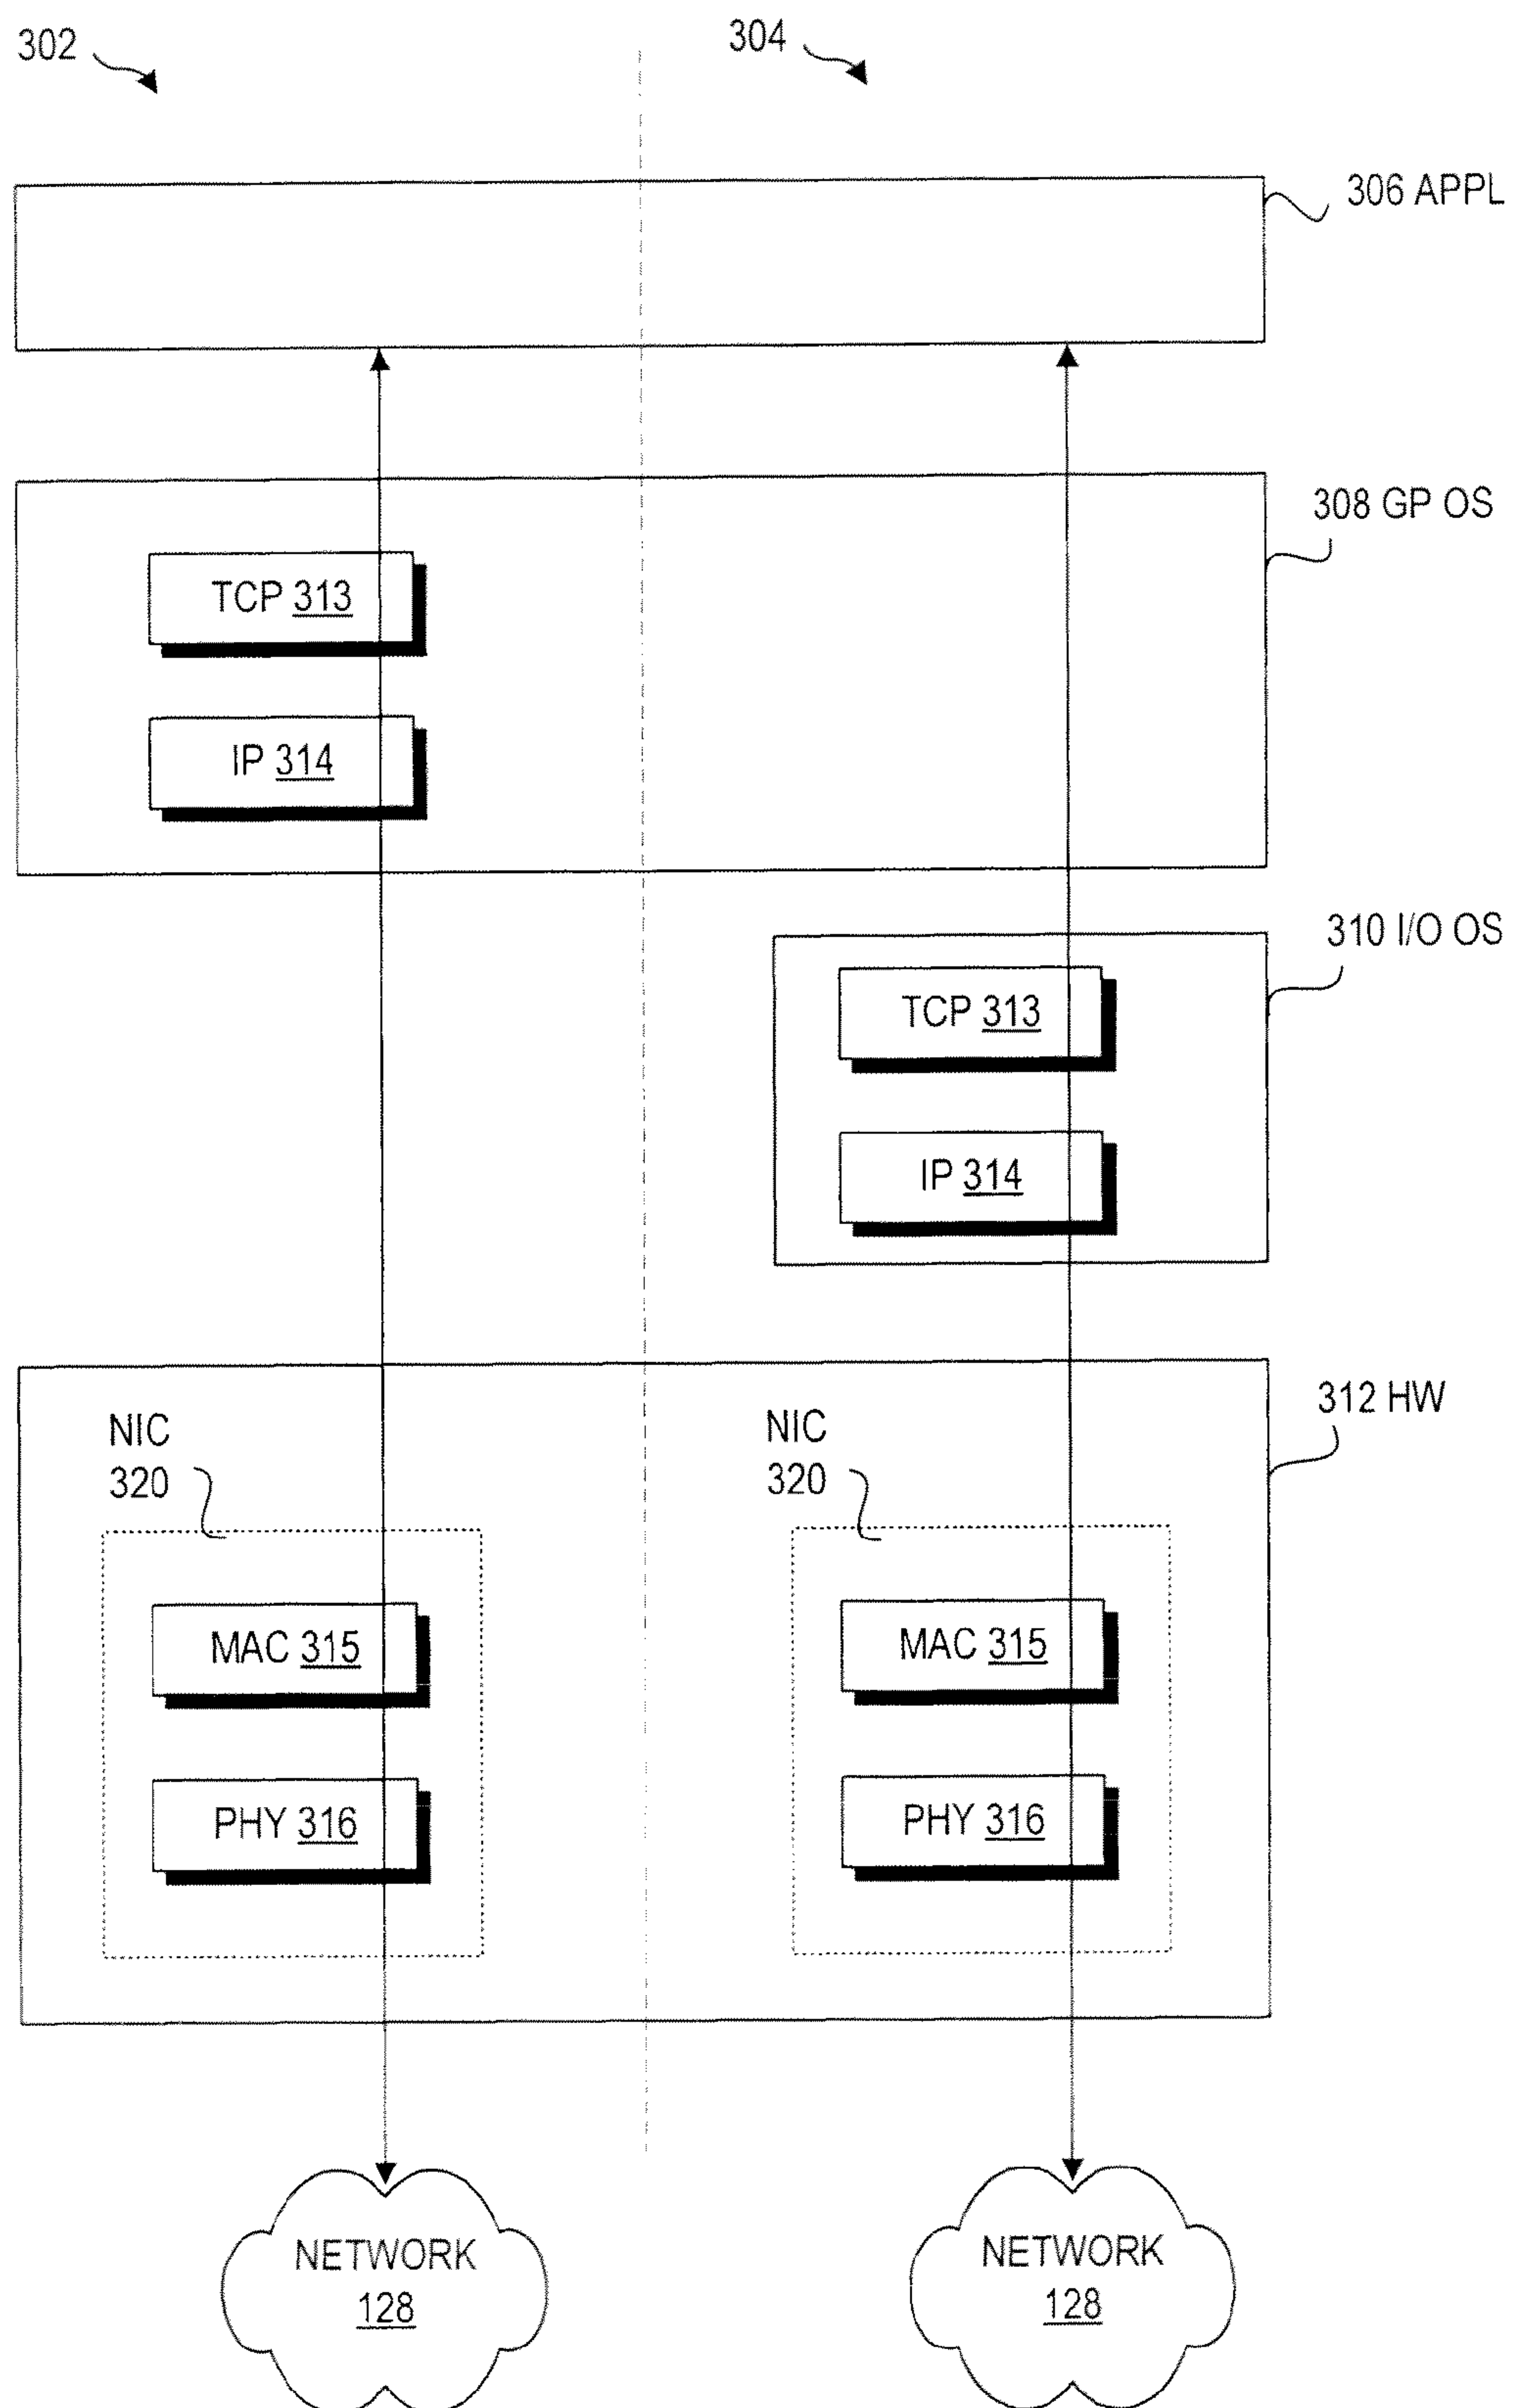 302
304
306 APPL
308 GP OS
TCP 313
IP 314
310 I/O OS
TCP 313
IP 314
312 HW
NIC
320
NIC
320
MAC 315
MAC 315
PHY 316
PHY 316
NETWORK
128
NETWORK
128